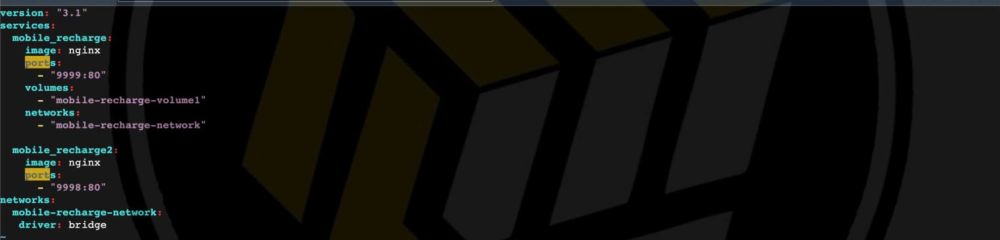 version: "3.1"
services:
  mobile_recharge:
    image: nginx
    ports:
      - "9999:80"
    volumes:
      - "mobile-recharge-volume1"
    networks:
      - "mobile-recharge-network"

  mobile_recharge2:
    image: nginx
    ports:
      - "9998:80"
networks:
  mobile-recharge-network:
   driver: bridge
~